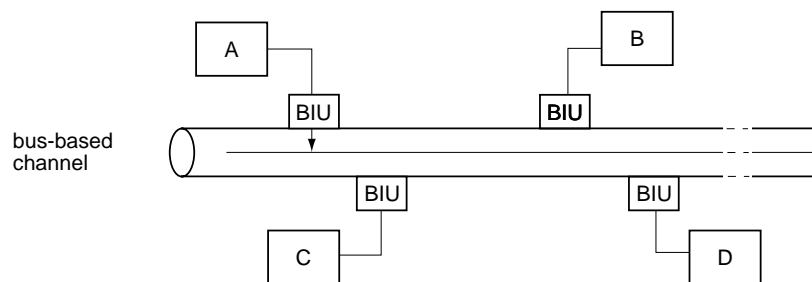 A
B
BIU
BIU
bus-based
channel
BIU
BIU
C
D